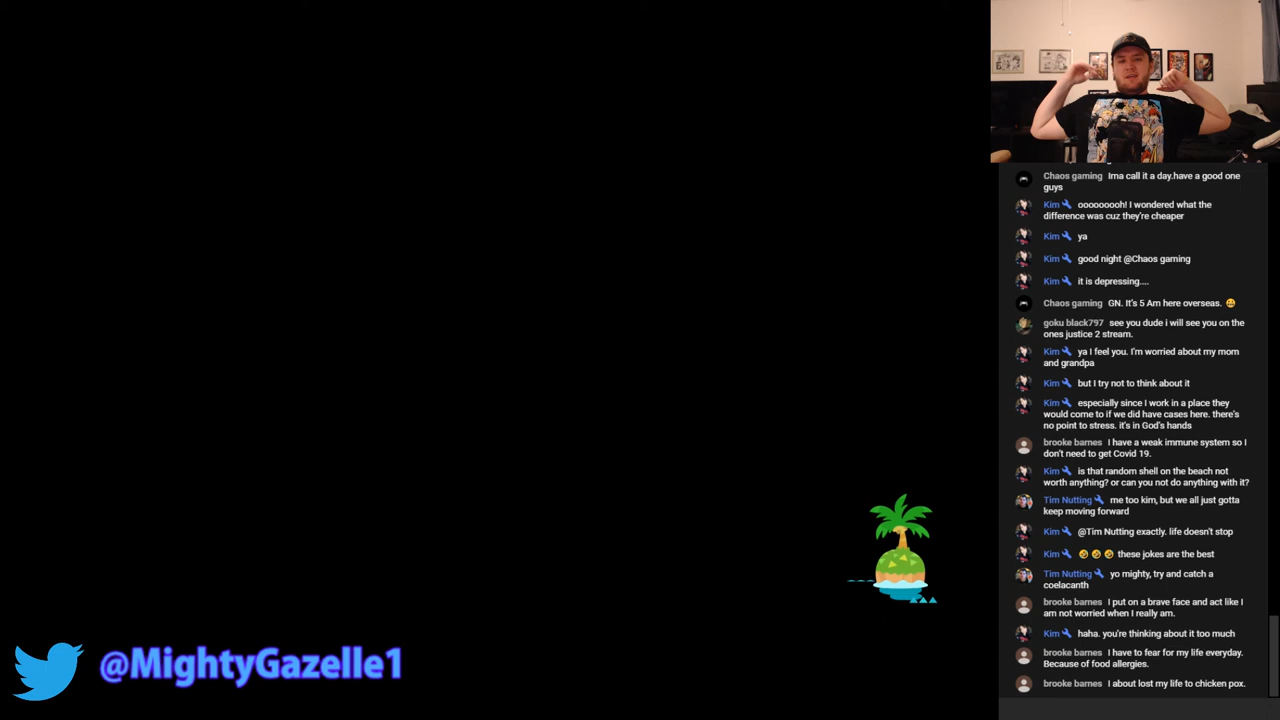 Chaos gaming Ima call it a day.have a good one
guys
Kim ooooooooh! I wondered what the
difference was cuz they're cheaper
Kim ya
Kim good night @Chaos gaming
Kim it is depressing....
Chaos gaming GN. It's 5 Am here overseas. 😀
goku black797 see you dude i will see you on the
ones justice 2 stream.
Kim ya I feel you. I'm worried about my mom
and grandpa
Kim but I try not to think about it
Kim especially since I work in a place they
would come to if we did have cases here. there's
no point to stress. it's in God's hands
brooke barnes I have a weak immune system so I
don't need to get Covid 19.
Kim is that random shell on the beach not
worth anything? or can you not do anything with it?
Tim Nutting me too kim, but we all just gotta
keep moving forward
Kim @Tim Nutting exactly. life doesn't stop
Kim 🤣 🤣 🤣 these jokes are the best
Tim Nutting yo mighty, try and catch a
coelacanth
brooke barnes I put on a brave face and act like I
am not worried when I really am.
Kim haha. you're thinking about it too much
brooke barnes I have to fear for my life everyday.
Because of food allergies.
brooke barnes I about lost my life to chicken pox.
@MightyGazelle1